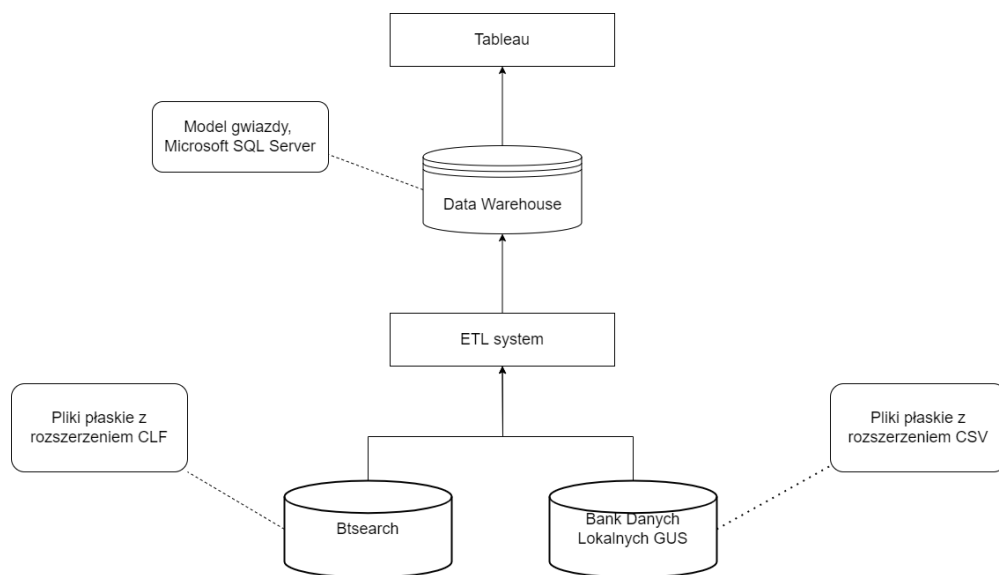 Tableau
Model gwiazdy,
Microsoft SQL Server
Data Warehouse
ETL system
Pliki płaskie z
rozszerzeniem CLF
Pliki płaskie z
rozszerzeniem CSV
Btsearch
Bank Danych
Lokalnych GUS